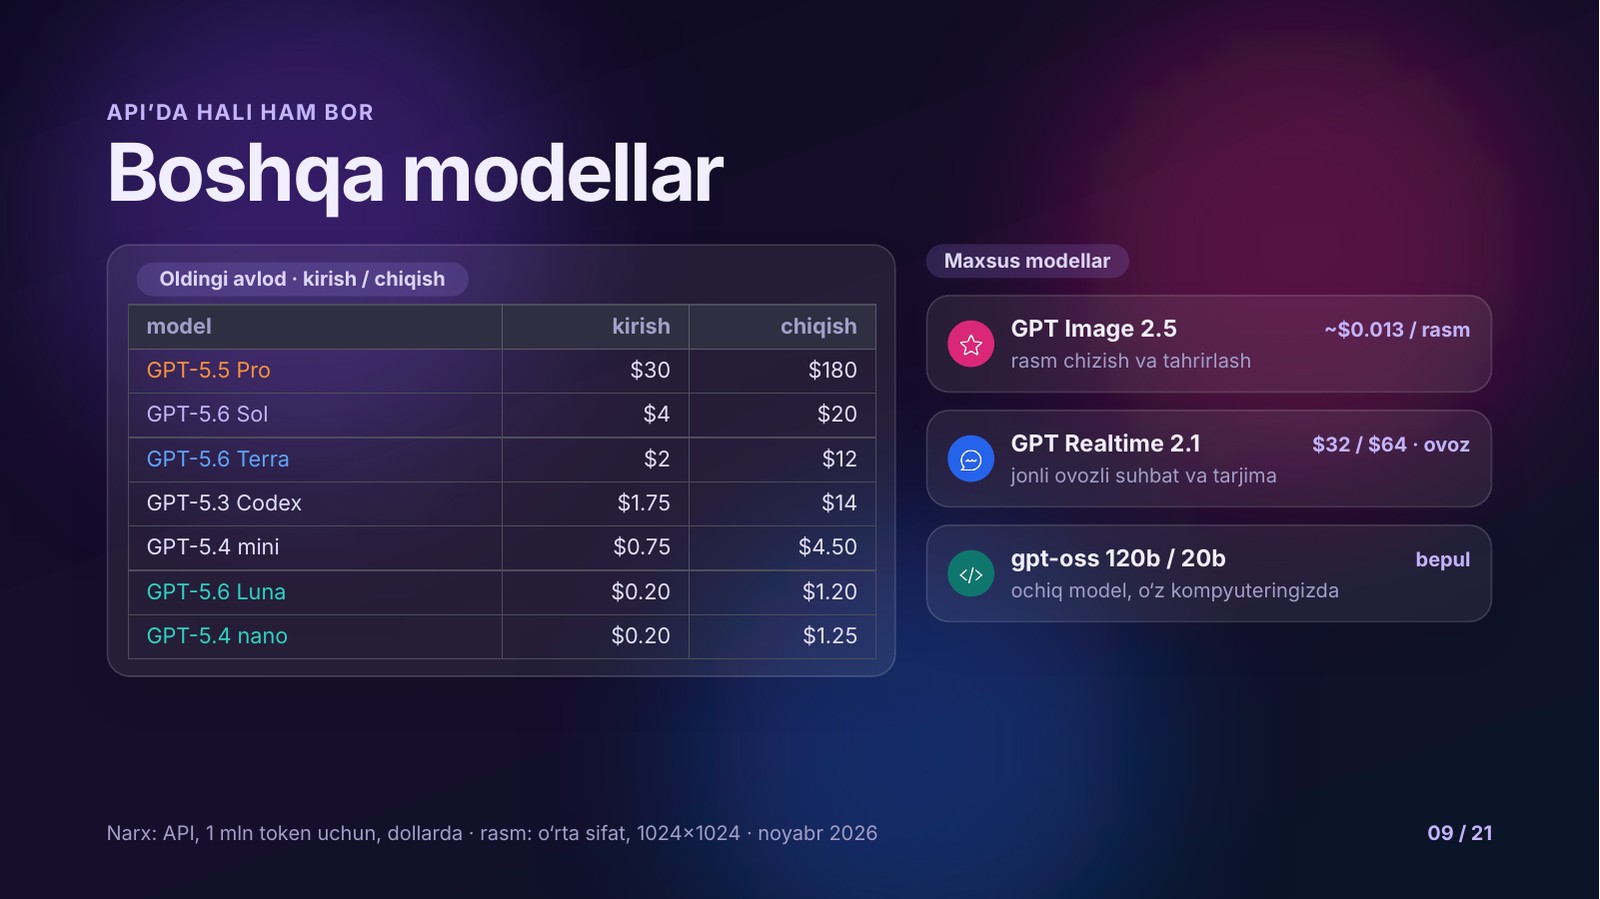 API’DA HALI HAM BOR
Boshqa modellar
Oldingi avlod · kirish / chiqish
model kirish chiqish
GPT-5.5 Pro $30 $180
GPT-5.6 Sol $4 $20
GPT-5.6 Terra $2 $12
GPT-5.3 Codex $1.75 $14
GPT-5.4 mini $0.75 $4.50
GPT-5.6 Luna $0.20 $1.20
GPT-5.4 nano $0.20 $1.25
Maxsus modellar
GPT Image 2.5 ~$0.013 / rasm
rasm chizish va tahrirlash
GPT Realtime 2.1 $32 / $64 · ovoz
jonli ovozli suhbat va tarjima
gpt-oss 120b / 20b bepul
ochiq model, o‘z kompyuteringizda
Narx: API, 1 mln token uchun, dollarda · rasm: o‘rta sifat, 1024×1024 · noyabr 2026
09 / 21